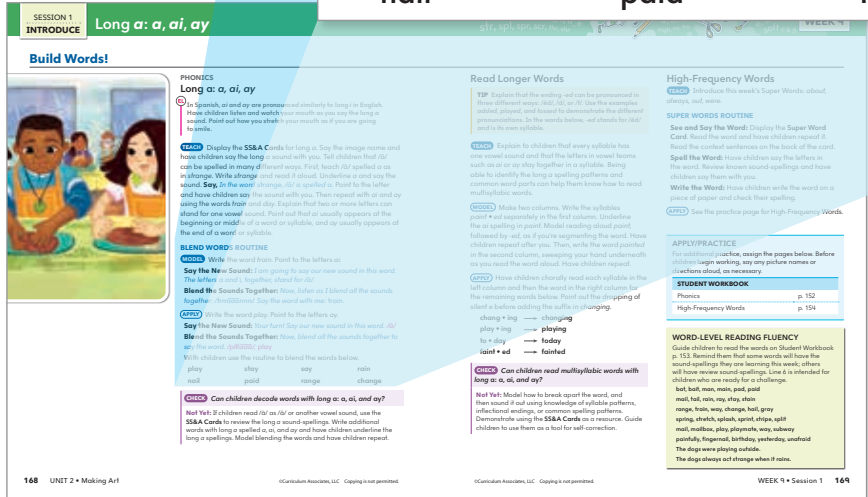 nail paid
SESSION 1
INTRODUCE
Long a: a, ai, ay
str, spl, spr, scr,
WEEK 9
Build Words!
PHONICS
Long a: a, ai, ay
EL
In Spanish, ai and ay are pronounced similarly to long i in English.
Have children listen and watch your mouth as you say the long a
sound. Point out how you stretch your mouth as if you are going
to smile.
TEACH Display the SS&A Cards for long a. Say the image name and
have children say the long a sound with you. Tell children that /ā/
can be spelled in many different ways. First, teach /ā/ spelled a as
in strange. Write strange and read it aloud. Underline a and say the
sound. Say, In the word strange, /ā/ is spelled a. Point to the letter
and have children say the sound with you. Then repeat with ai and ay
using the words train and day. Explain that two or more letters can
stand for one vowel sound. Point out that ai usually appears at the
beginning or middle of a word or syllable, and ay usually appears at
the end of a word or syllable.
BLEND WORDS ROUTINE
MODEL Write the word train. Point to the letters ai.
Say the New Sound: I am going to say our new sound in this word.
The letters a and i, together, stand for /ā/.
Blend the Sounds Together: Now, listen as I blend all the sounds
together: Say the word with me: train.
APPLY Write the word play. Point to the letters ay.
Say the New Sound: Your turn! Say our new sound in this word. /ā/
Blend the Sounds Together: Now, blend all the sounds together to
say the word. play
With children use the routine to blend the words below.
play stay say rain
nail paid range change
CHECK Can children decode words with long a: a, ai, and ay?
Not Yet: If children read /ā/ as /ă/ or another vowel sound, use the
SS&A Cards to review the long a sound-spellings. Write additional
words with long a spelled a, ai, and ay and have children underline the
long a spellings. Model blending the words and have children repeat.
Read Longer Words
TIP Explain that the ending -ed can be pronounced in
three different ways: /ĕd/, /d/, or /t/. Use the examples
added, played, and tossed to demonstrate the different
pronunciations. In the words below, -ed stands for /ĕd/
and is its own syllable.
TEACH Explain to children that every syllable has
one vowel sound and that the letters in vowel teams
such as ai or ay stay together in a syllable. Being
able to identify the long a spelling patterns and
common word parts can help them know how to read
multisyllabic words.
MODEL Make two columns. Write the syllables
paint • ed separately in the first column. Underline
the ai spelling in paint. Model reading aloud paint,
followed by -ed, as if you're segmenting the word. Have
children repeat after you. Then, write the word painted
in the second column, sweeping your hand underneath
as you read the word aloud. Have children repeat.
APPLY Have children chorally read each syllable in the
left column and then the word in the right column for
the remaining words below. Point out the dropping of
silent e before adding the suffix in changing.
chang • ing → changing
play • ing → playing
to • day → today
faint • ed → fainted
CHECK Can children read multisyllabic words with
long a: a, ai, and ay?
Not Yet: Model how to break apart the word, and
then sound it out using knowledge of syllable patterns,
inflectional endings, or common spelling patterns.
Demonstrate using the SS&A Cards as a resource. Guide
children to use them as a tool for self-correction.
High-Frequency Words
TEACH Introduce this week's Super Words: about,
always, out, were.
SUPER WORDS ROUTINE
See and Say the Word: Display the Super Word
Card. Read the word and have children repeat it.
Read the context sentences on the back of the card.
Spell the Word: Have children say the letters in
the word. Review known sound-spellings and have
children say them with you.
Write the Word: Have children write the word on a
piece of paper and check their spelling.
APPLY See the practice page for High-Frequency Words.
APPLY/PRACTICE
For additional practice, assign the pages below. Before
children begin working, say any picture names or
directions aloud, as necessary.
STUDENT WORKBOOK
Phonics p. 152
High-Frequency Words p. 154
WORD-LEVEL READING FLUENCY
Guide children to read the words on Student Workbook
p. 153. Remind them that some words will have the
sound-spellings they are learning this week; others
will have review sound-spellings. Line 6 is intended for
children who are ready for a challenge.
bat, bait, man, main, pad, paid
mail, tail, rain, ray, stay, stain
range, train, way, change, hail, gray
spring, stretch, splash, sprint, stripe, split
mail, mailbox, play, playmate, way, subway
painfully, fingernail, birthday, yesterday, unafraid
The dogs were playing outside.
The dogs always act strange when it rains.
168 UNIT 2 • Making Art
©Curriculum Associates, LLC Copying is not permitted.
©Curriculum Associates, LLC Copying is not permitted.
WEEK 9 • Session 1 169